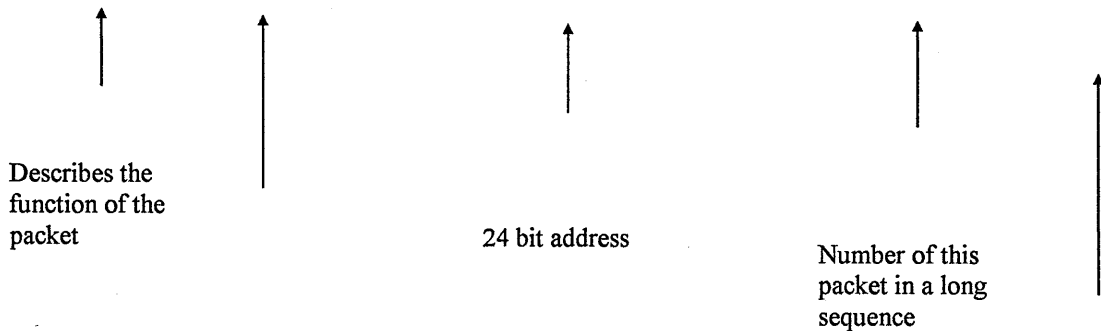 Describes the
function of the
packet
24 bit address
Number of this
packet in a long
sequence